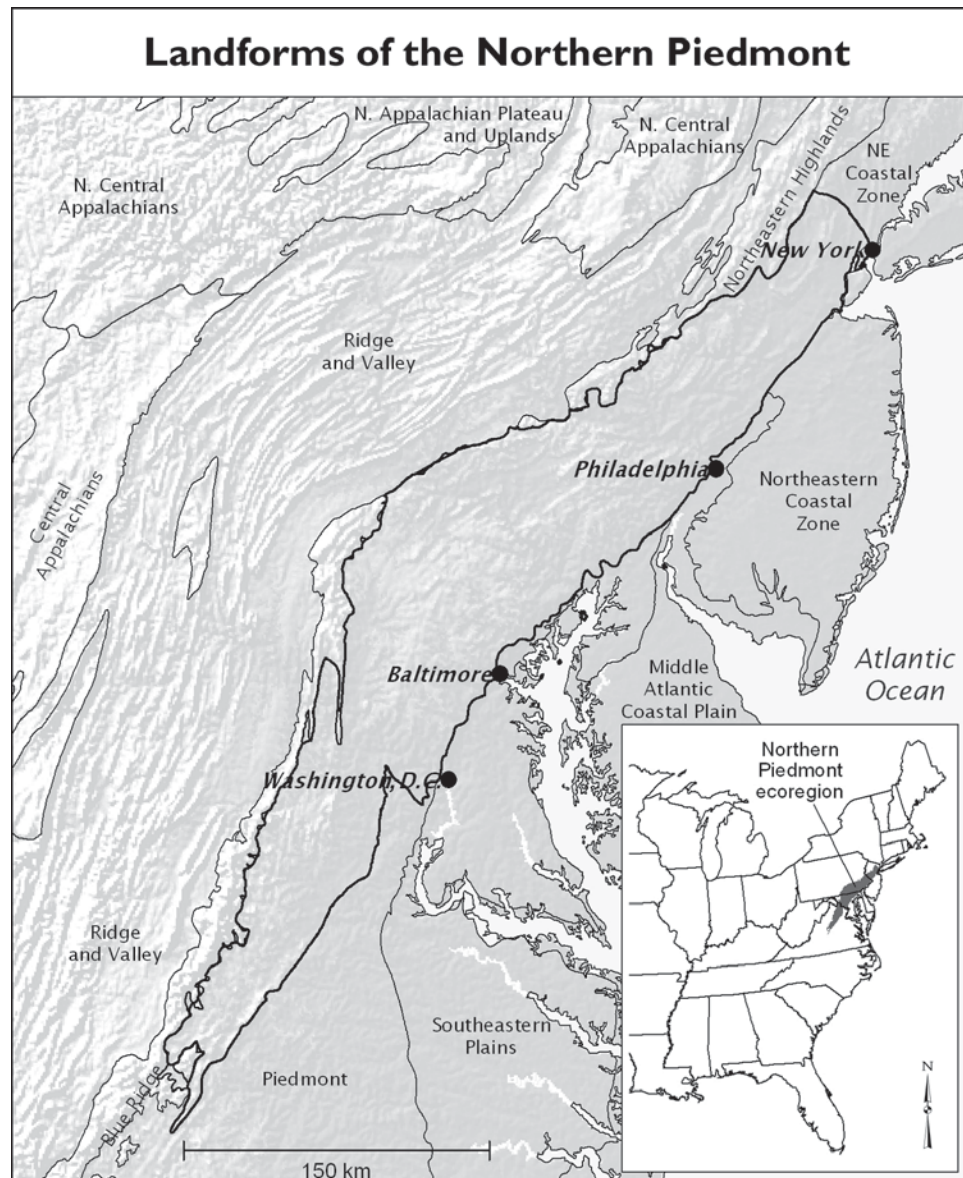 Landforms of the Northern Piedmont
N. Appalachian Plateau
and Uplands
N. Central
Appalachians
NE
Coastal
Zone
N. Central
Appalachians
Northeastern Highlands
New York
Ridge
and Valley
Philadelphia
Northeastern
Coastal
Zone
Central
Appalachians
Baltimore
Middle
Atlantic
Coastal Plain
Atlantic
Ocean
Washington, D.C.
Northern
Piedmont
ecoregion
Ridge
and Valley
Southeastern
Plains
Piedmont
Blue Ridge
N
150 km